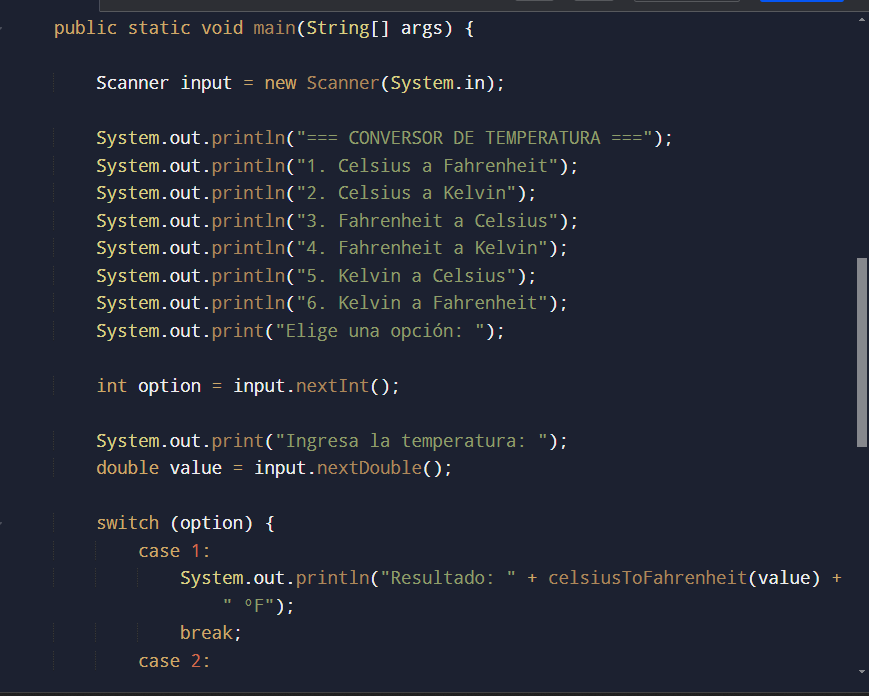 public static void main(String[] args) {
Scanner input = new Scanner(System.in);
System.out.println("=== CONVERSOR DE TEMPERATURA ===");
System.out.println("1. Celsius a Fahrenheit");
System.out.println("2. Celsius a Kelvin");
System.out.println("3. Fahrenheit a Celsius");
System.out.println("4. Fahrenheit a Kelvin");
System.out.println("5. Kelvin a Celsius");
System.out.println("6. Kelvin a Fahrenheit");
System.out.print("Elige una opción: ");
int option = input.nextInt();
System.out.print("Ingresa la temperatura: ");
double value = input.nextDouble();
switch (option) {
case 1:
System.out.println("Resultado: " + celsiusToFahrenheit(value) +
" ºF");
break;
case 2: